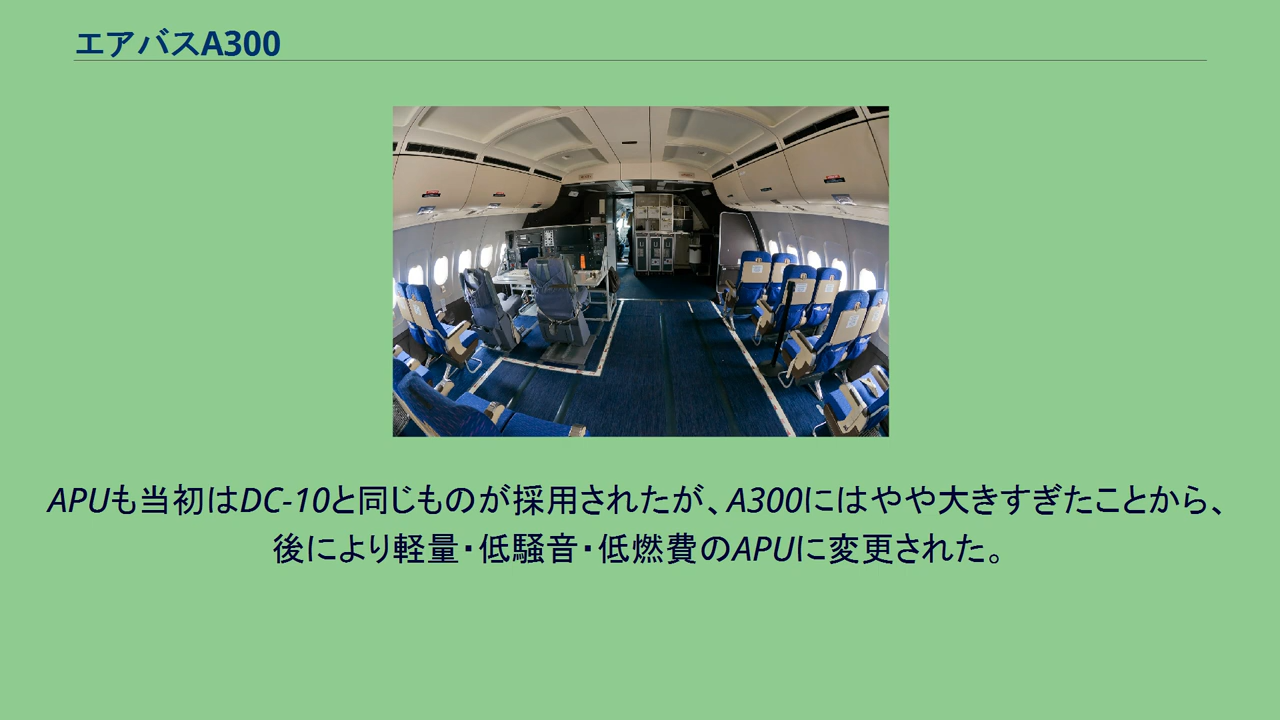 エアバスA300
APUも当初はDC-10と同じものが採用されたが、A300にはやや大きすぎたことから、
後により軽量・低騒音・低燃費のAPUに変更された。